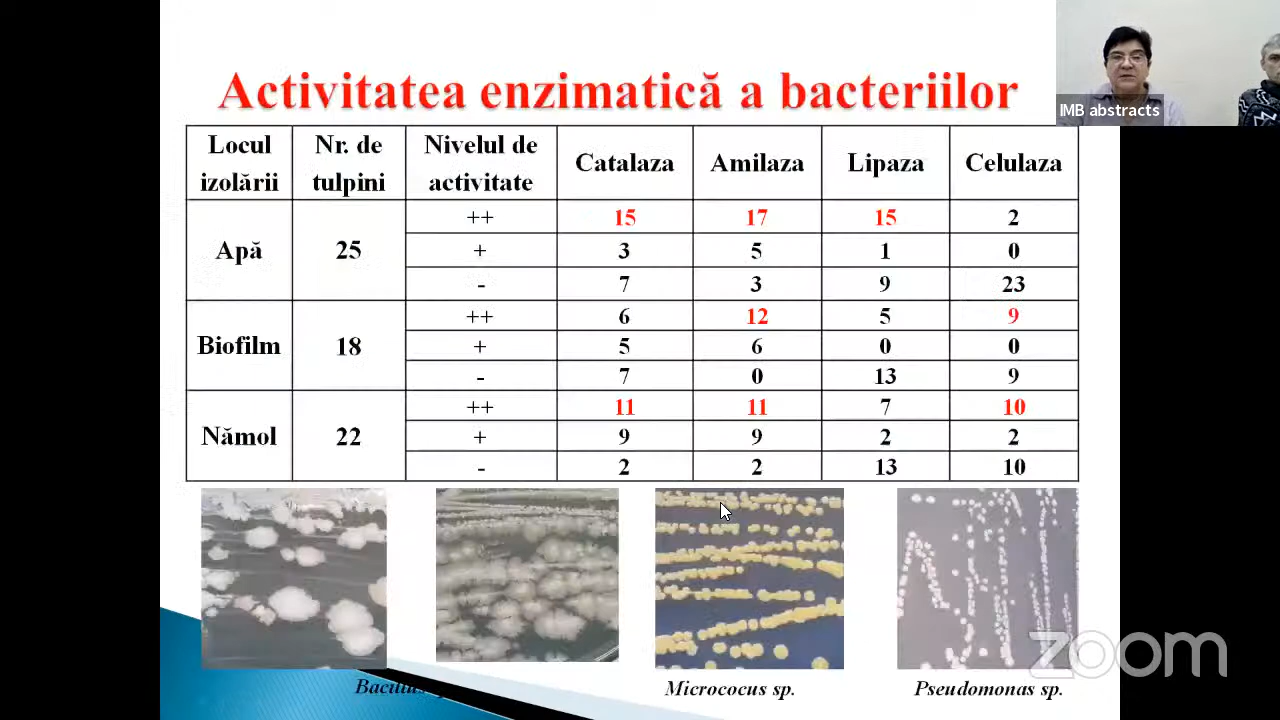 IMB abstracts
Activitatea enzimatică a bacteriilor
Locul izolării Nr. de tulpini Nivelul de activitate Catalaza Amilaza Lipaza Celulaza
Apă 25 ++ 15 17 15 2
+ 3 5 1 0
- 7 3 9 23
Biofilm 18 ++ 6 12 5 9
+ 5 6 0 0
- 7 0 13 9
Nămol 22 ++ 11 11 7 10
+ 9 9 2 2
- 2 2 13 10
Micrococus sp.
Pseudomonas sp.
zoom